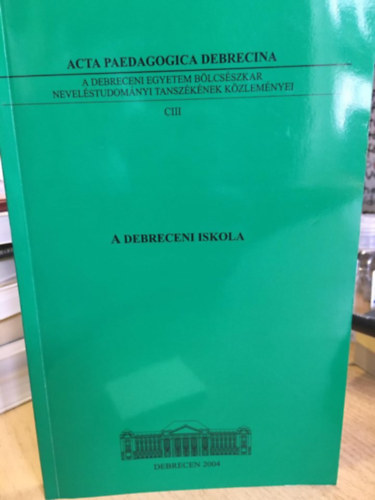 ACTA PAEDAGOGICA DEBRECINA
A DEBRECENI EGYETEM BÖLCSÉSZKAR
NEVELÉSTUDOMÁNYI TANSZÉKÉNEK KÖZLEMÉNYEI
CIII
A DEBRECENI ISKOLA
DEBRECEN 2004